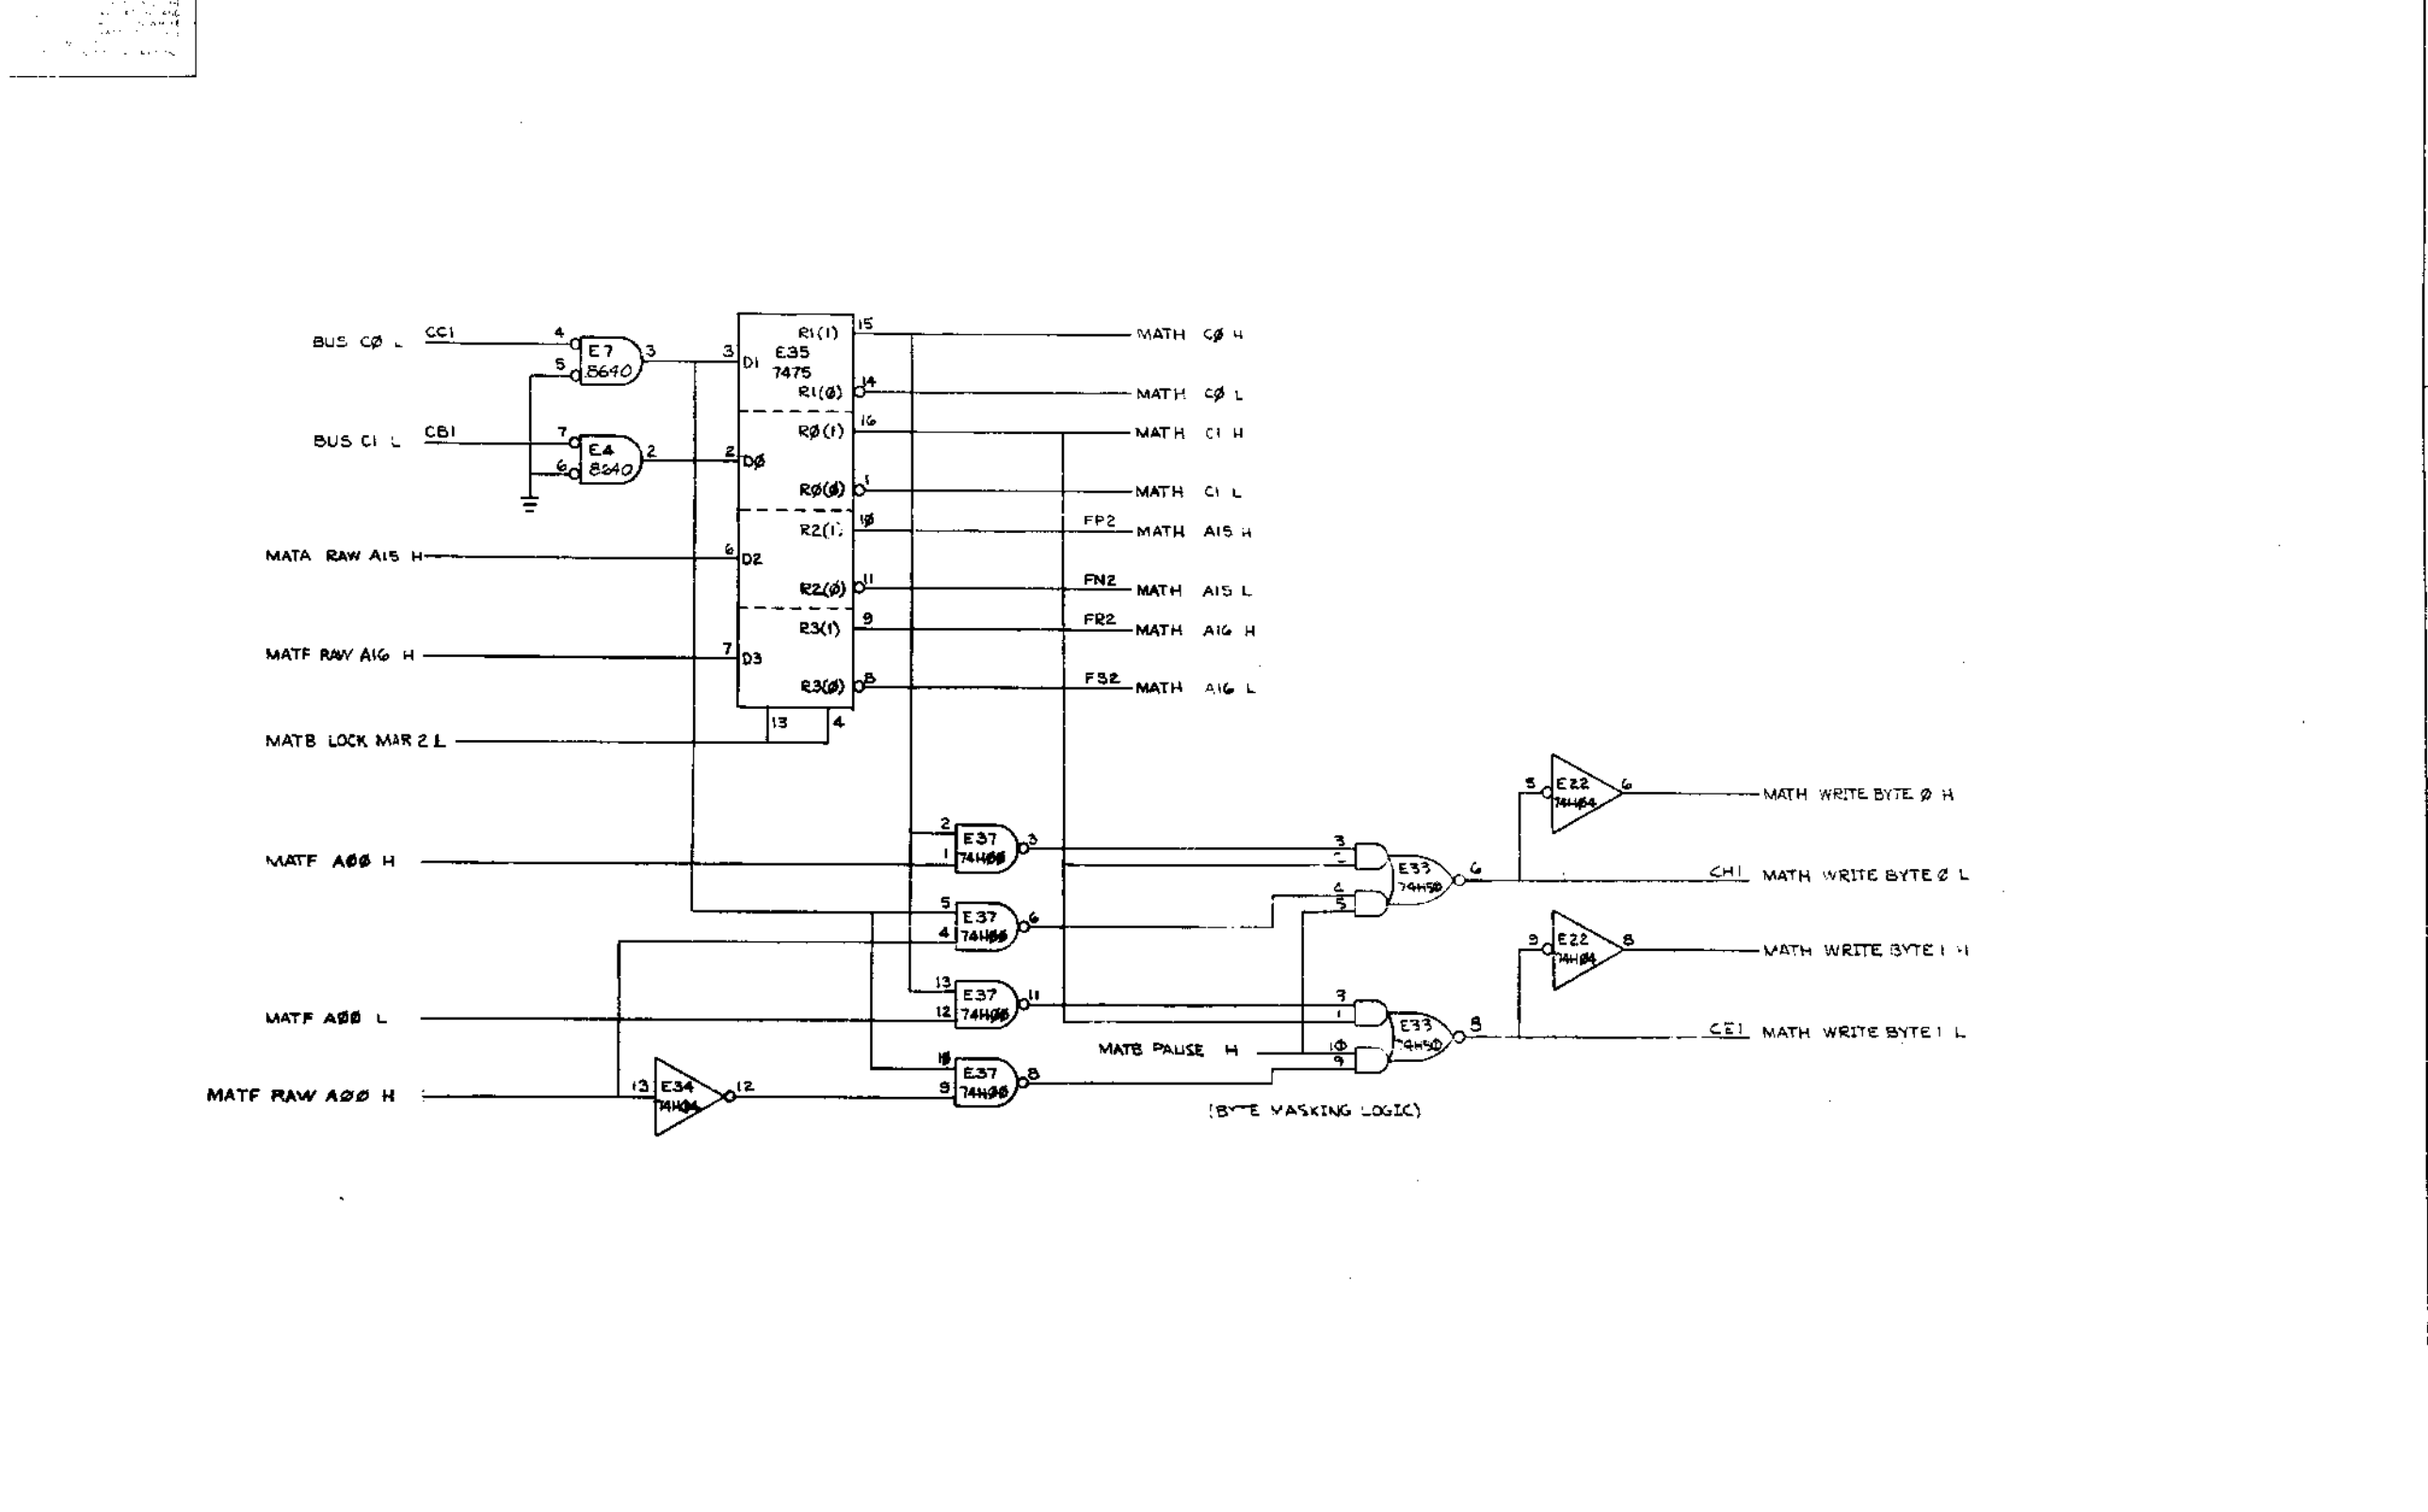 BUS CØ L CC1 4 3 3 R1(1) 15 MATH CØ H
E7 8640 D1 E35 7475
5
R1(Ø) 14 MATH CØ L
BUS C1 L CB1 7 2 2 RØ(1) 16 MATH C1 H
E4 8640 DØ
6
RØ(Ø) 1 MATH C1 L
R2(1) 1Ø FP2 MATH A15 H
MATA RAW A15 H 6 D2
R2(Ø) 11 FN2 MATH A15 L
R3(1) 9 FR2 MATH A16 H
MATF RAW A16 H 7 D3
R3(Ø) 8 FS2 MATH A16 L
13 4
MATB LOCK MAR 2 L
5 E22 6 MATH WRITE BYTE Ø H
74HØ4
2 E37 3 3
MATF AØØ H 1 74HØØ
E33 6 CH1 MATH WRITE BYTE Ø L
74H5Ø
4
5
5 E37 6
4 74HØØ
9 E22 8 MATH WRITE BYTE 1 H
74HØ4
13 E37 11
MATF AØØ L 12 74HØØ 1
E33 8 CE1 MATH WRITE BYTE 1 L
74H5Ø
MATB PAUSE H 1Ø
9
1Ø E37 8
9 74HØØ
MATF RAW AØØ H 13 E34 12
74HØ4
(BYTE MASKING LOGIC)